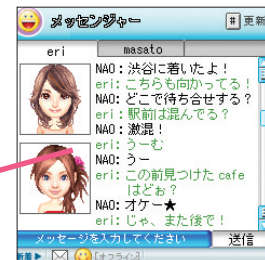 メッセンジャー
# 更新
eri
masato
NAO：渋谷に着いたよ！
eri：こちらも向かってる！
NAO：どこで待ち合せする？
eri：駅前は混んでる？
NAO：激混！
eri：うーむ
NAO：うー
eri：この前見つけた cafe
はどぉ？
NAO：オケー★
eri：じゃ、また後で！
メッセージを入力してください
送信
新着▶
[オフライン]